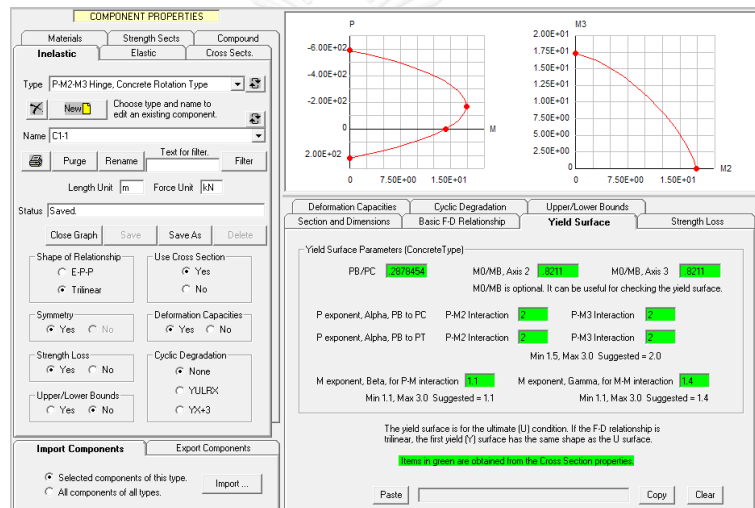 COMPONENT PROPERTIES
Materials Strength Sects Compound
Inelastic Elastic Cross Sects.
Type P-M2-M3 Hinge, Concrete Rotation Type
New Choose type and name to
edit an existing component.
Name C1-1
Text for filter.
Purge Rename Filter
Length Unit m Force Unit kN
Status Saved.
Close Graph Save Save As Delete
Shape of Relationship
E-P-P
Trilinear
Use Cross Section
Yes
No
Symmetry
Yes No
Deformation Capacities
Yes No
Strength Loss
Yes No
Cyclic Degradation
None
YULRX
YX+3
Upper/Lower Bounds
Yes No
Import Components Export Components
Selected components of this type.
All components of all types.
Import ...
P
-6.00E+02
-4.00E+02
-2.00E+02
0
2.00E+02
M
0 7.50E+00 1.50E+01
M3
2.00E+01
1.75E+01
1.50E+01
1.25E+01
1.00E+01
7.50E+00
5.00E+00
2.50E+00
0
M2
0 7.50E+00 1.50E+01
Deformation Capacities Cyclic Degradation Upper/Lower Bounds
Section and Dimensions Basic F-D Relationship Yield Surface Strength Loss
Yield Surface Parameters (ConcreteType)
PB/PC .2878454 M0/MB, Axis 2 .8211 M0/MB, Axis 3 .8211
M0/MB is optional. It can be useful for checking the yield surface.
P exponent, Alpha, PB to PC P-M2 Interaction 2 P-M3 Interaction 2
P exponent, Alpha, PB to PT P-M2 Interaction 2 P-M3 Interaction 2
Min 1.5, Max 3.0 Suggested = 2.0
M exponent, Beta, for P-M interaction 1.1 M exponent, Gamma, for M-M interaction 1.4
Min 1.1, Max 3.0 Suggested = 1.1 Min 1.1, Max 3.0 Suggested = 1.4
The yield surface is for the ultimate (U) condition. If the F-D relationship is
trilinear, the first yield (Y) surface has the same shape as the U surface.
Items in green are obtained from the Cross Section properties.
Paste Copy Clear